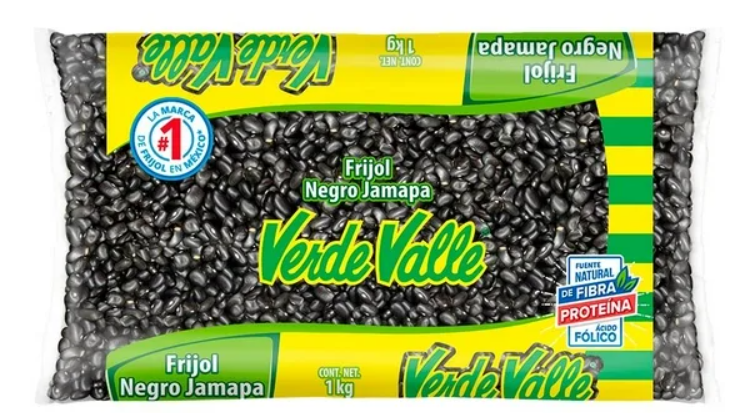 Verde Valle
CONT. NET.
1 kg
Frijol
Negro Jamapa
LA MARCA
#1
DE FRIJOL EN MÉXICO*
Frijol
Negro Jamapa
Verde Valle
FUENTE
NATURAL
DE FIBRA
PROTEÍNA
ÁCIDO
FÓLICO
Frijol
Negro Jamapa
CONT. NET.
1 kg
Verde Valle